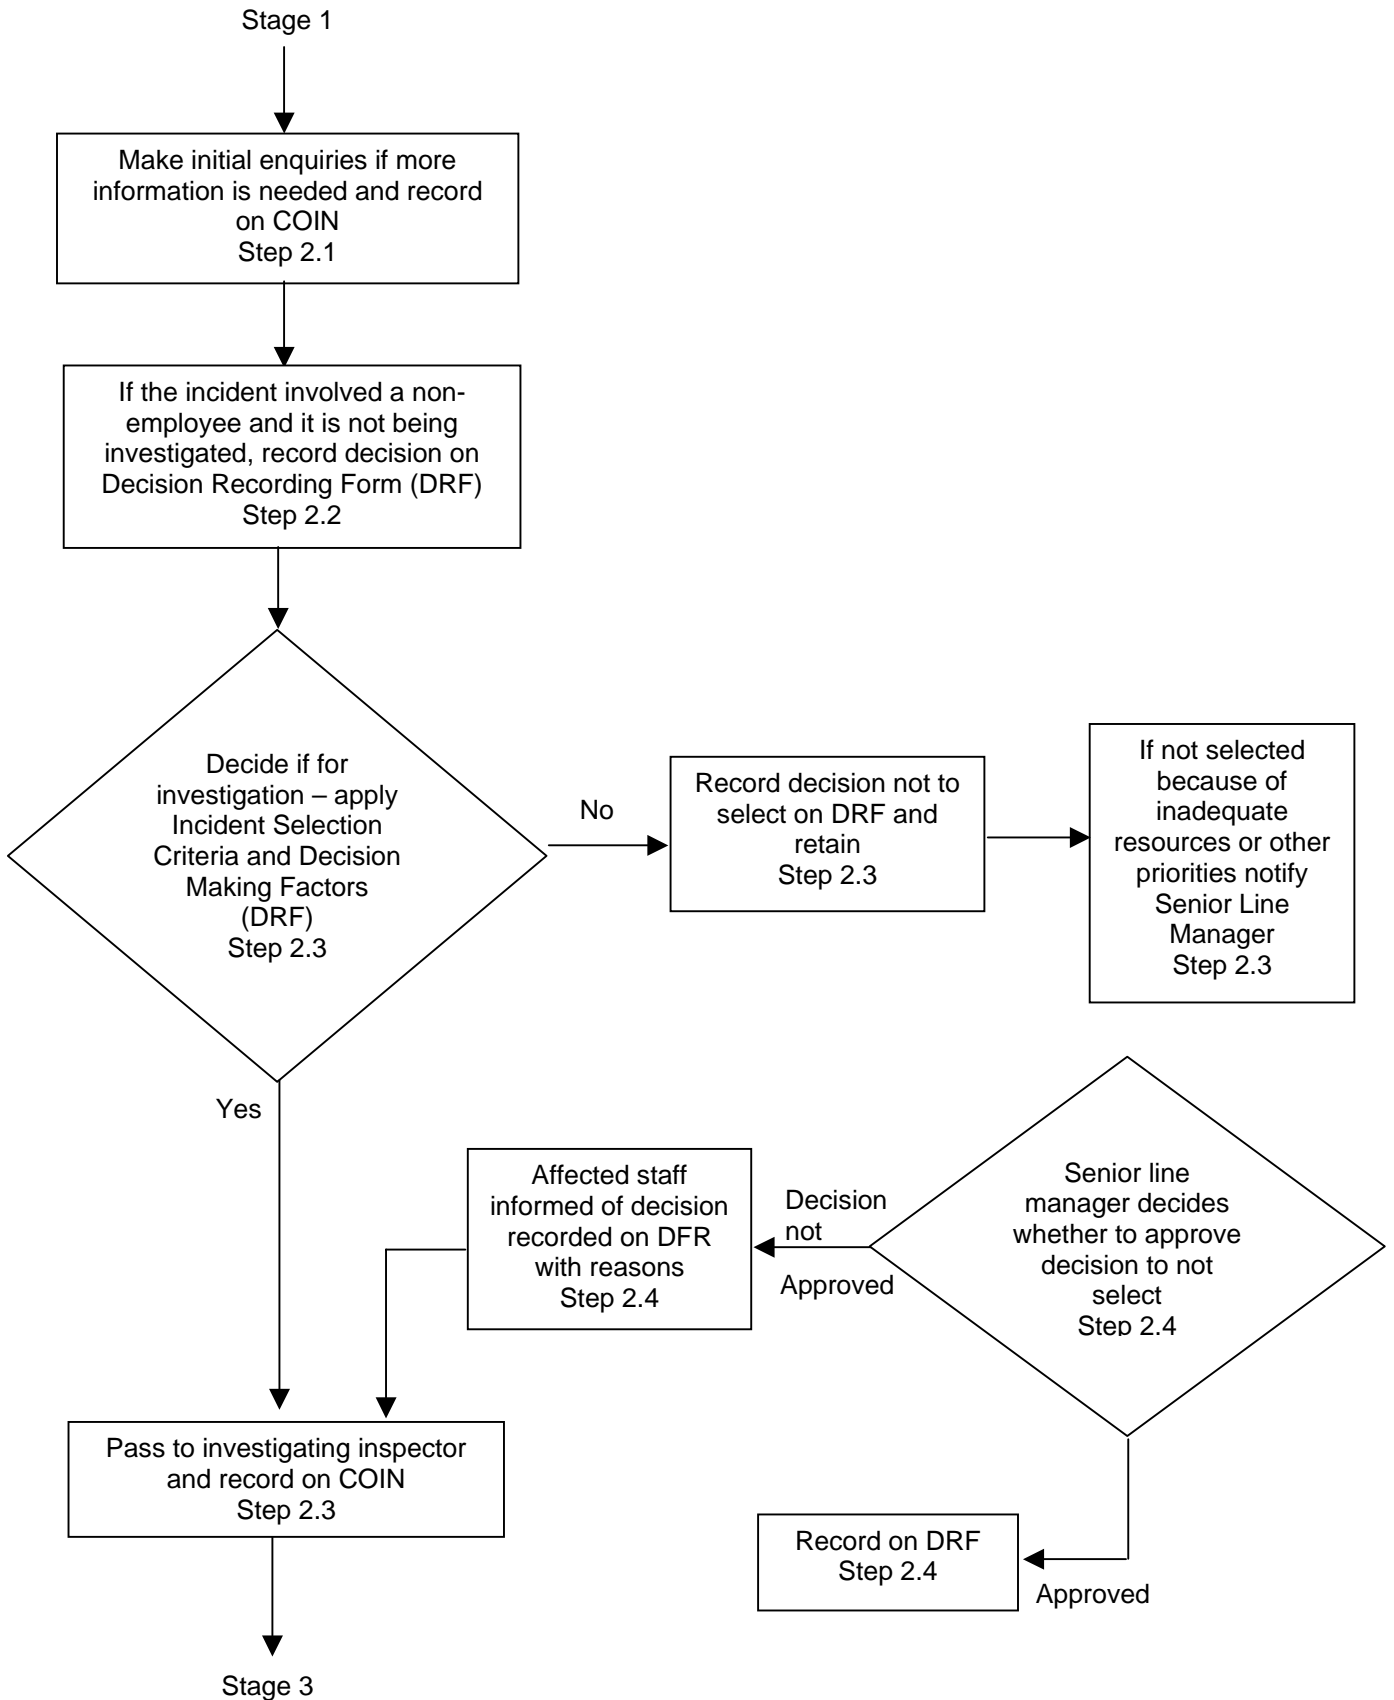 Stage 1
Make initial enquiries if more
information is needed and record
on COIN
Step 2.1
If the incident involved a non-
employee and it is not being
investigated, record decision on
Decision Recording Form (DRF)
Step 2.2
Decide if for
investigation – apply
Incident Selection
Criteria and Decision
Making Factors
(DRF)
Step 2.3
No
Record decision not to
select on DRF and
retain
Step 2.3
If not selected
because of
inadequate
resources or other
priorities notify
Senior Line
Manager
Step 2.3
Yes
Affected staff
informed of decision
recorded on DFR
with reasons
Step 2.4
Decision
not
Approved
Senior line
manager decides
whether to approve
decision to not
select
Step 2.4
Pass to investigating inspector
and record on COIN
Step 2.3
Record on DRF
Step 2.4
Approved
Stage 3